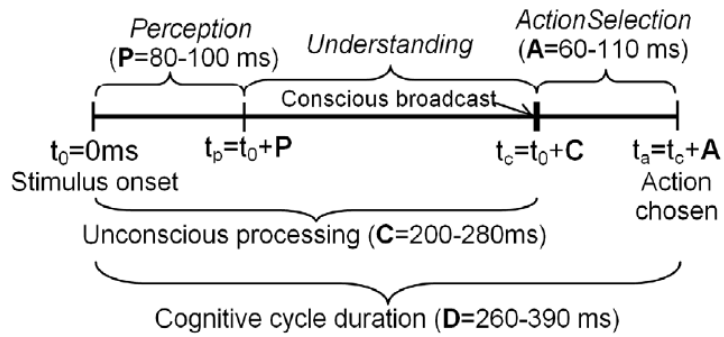 Perception
(P=80-100 ms)
Understanding
ActionSelection
(A=60-110 ms)
Conscious broadcast
t0=0ms
Stimulus onset
tp=t0+P
tc=t0+C
ta=tc+A
Action
chosen
Unconscious processing (C=200-280ms)
Cognitive cycle duration (D=260-390 ms)